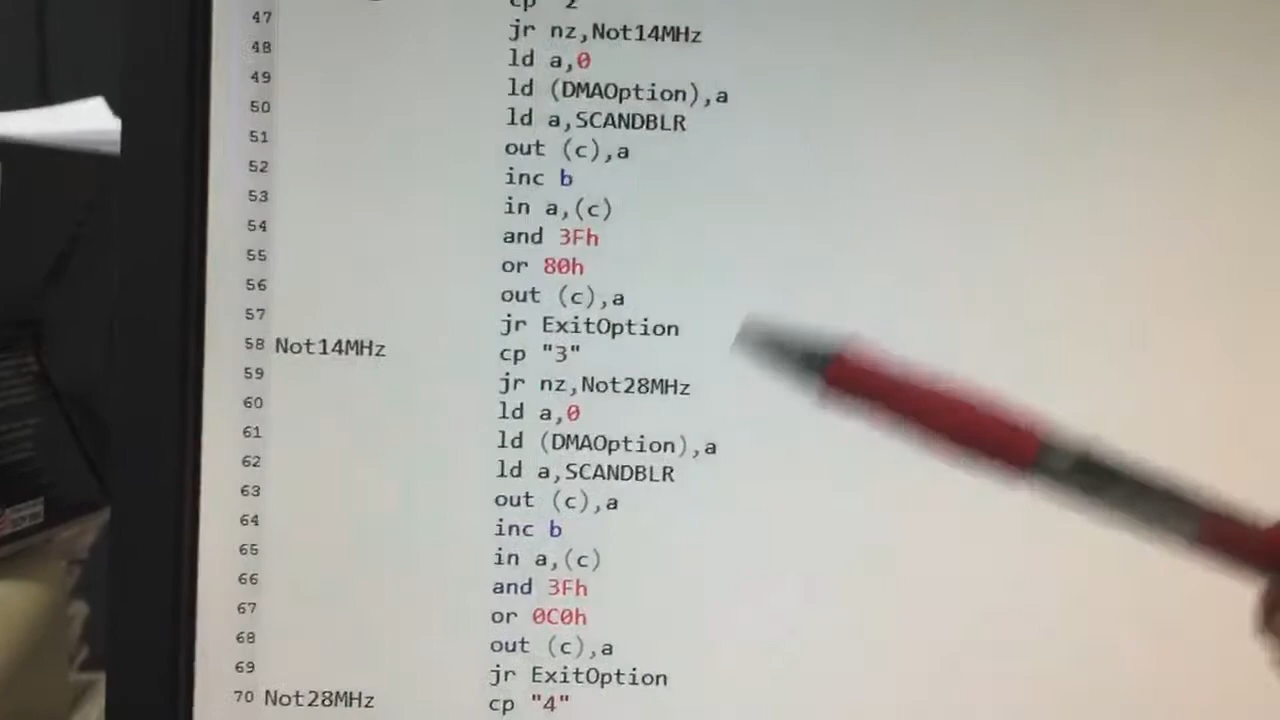 47 jr nz,Not14MHz
48 ld a,0
49 ld (DMAOption),a
50 ld a,SCANDBLR
51 out (c),a
52 inc b
53 in a,(c)
54 and 3Fh
55 or 80h
56 out (c),a
57 jr ExitOption
58 Not14MHz cp "3"
59 jr nz,Not28MHz
60 ld a,0
61 ld (DMAOption),a
62 ld a,SCANDBLR
63 out (c),a
64 inc b
65 in a,(c)
66 and 3Fh
67 or 0C0h
68 out (c),a
69 jr ExitOption
70 Not28MHz cp "4"